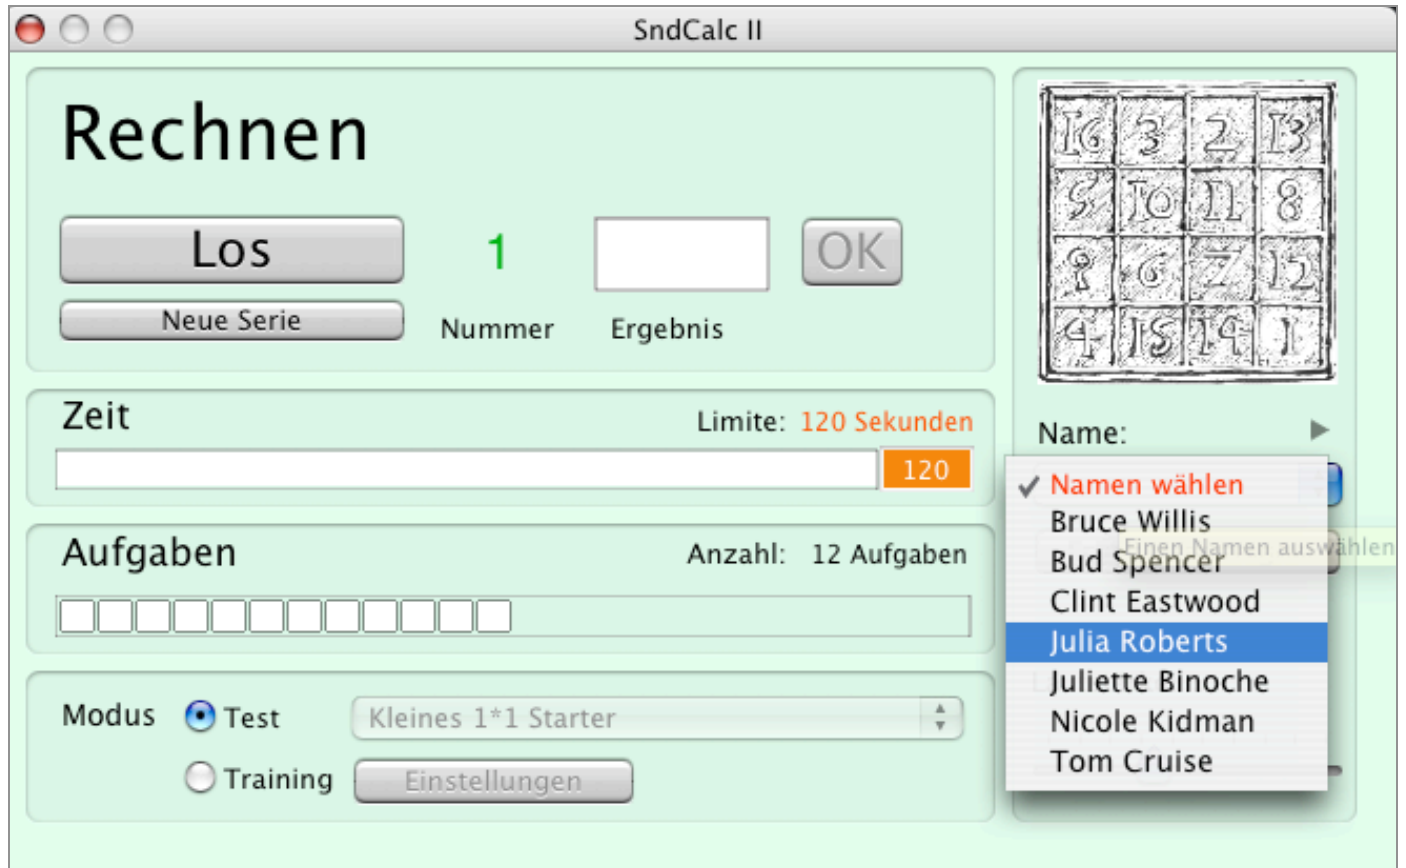 SndCalc II
Rechnen
Los
1
OK
Neue Serie
Nummer
Ergebnis
Zeit
Limite: 120 Sekunden
120
Aufgaben
Anzahl: 12 Aufgaben
Modus
Test
Kleines 1*1 Starter
Training
Einstellungen
16 3 2 13
5 10 11 8
9 6 7 12
4 15 14 1
Name:
Namen wählen
Bruce Willis
Einen Namen auswählen
Bud Spencer
Clint Eastwood
Julia Roberts
Juliette Binoche
Nicole Kidman
Tom Cruise